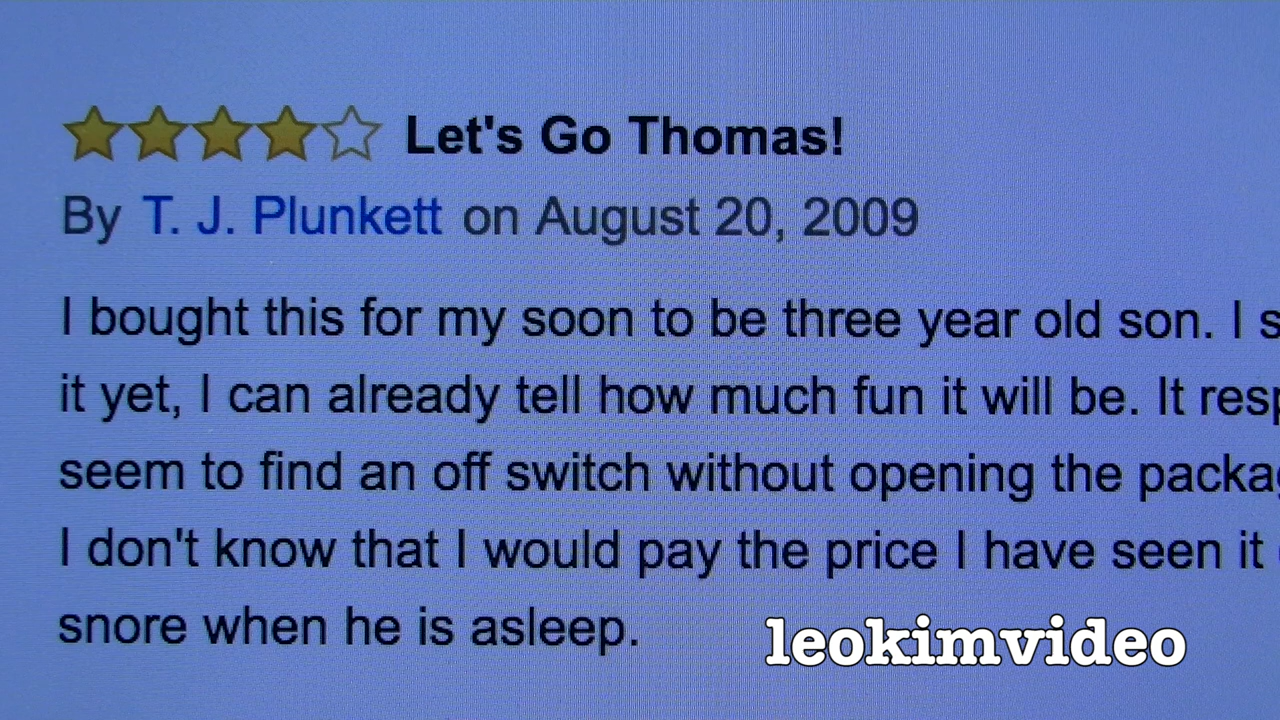 Let's Go Thomas!
By T. J. Plunkett on August 20, 2009
I bought this for my soon to be three year old son. I
it yet, I can already tell how much fun it will be. It
seem to find an off switch without opening the
I don't know that I would pay the price I have seen it
snore when he is asleep.
leokimvideo